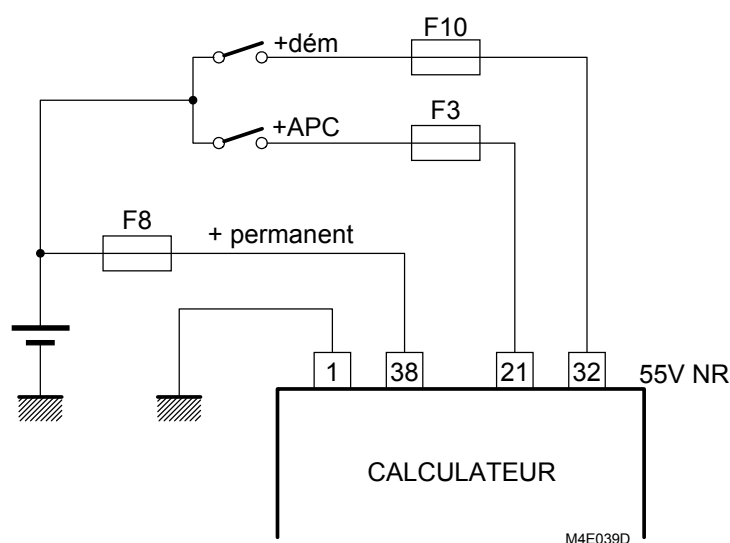 F10
+dém
F3
+APC
F8
+ permanent
1 38 21 32 55V NR
CALCULATEUR
M4E039D